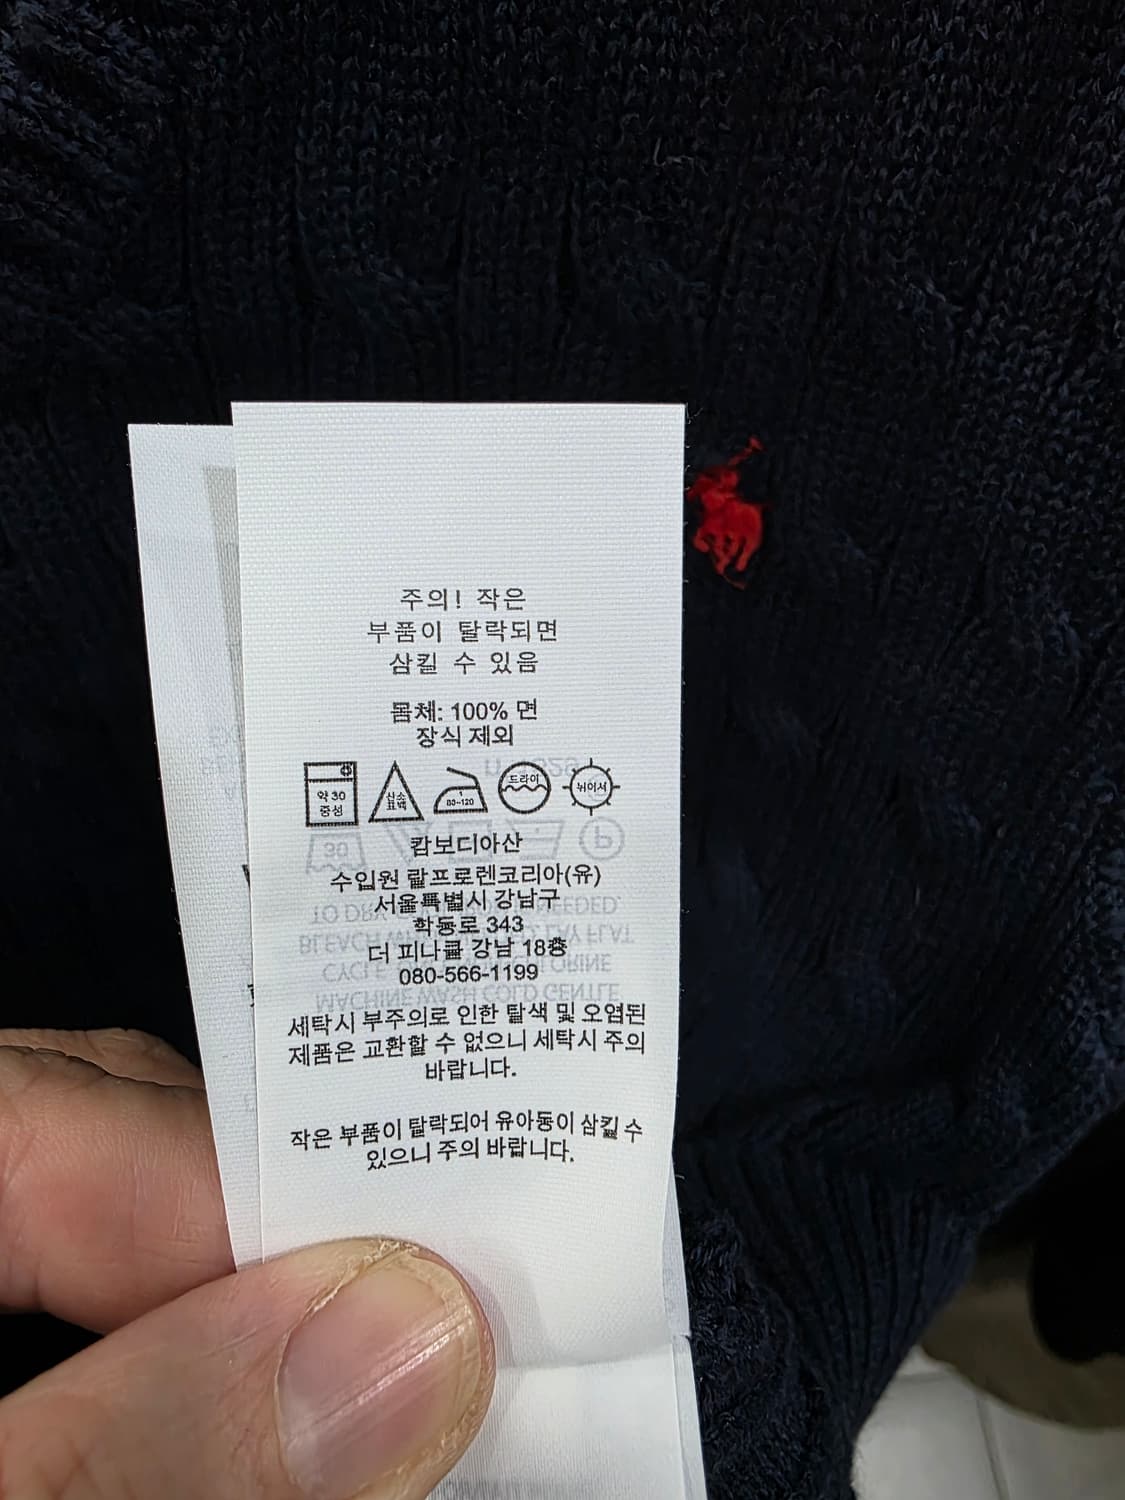 주의! 작은
부품이 탈락되면
삼킬 수 있음
몸체: 100% 면
장식 제외
약 30
중성
산소
표백
80~120
드라이
뉘어서
캄보디아산
수입원 랄프로렌코리아(유)
서울특별시 강남구
학동로 343
더 피나클 강남 18층
080-566-1199
세탁시 부주의로 인한 탈색 및 오염된
제품은 교환할 수 없으니 세탁시 주의
바랍니다.
작은 부품이 탈락되어 유아동이 삼킬 수
있으니 주의 바랍니다.
30
P
MACHINE WASH COLD GENTLE